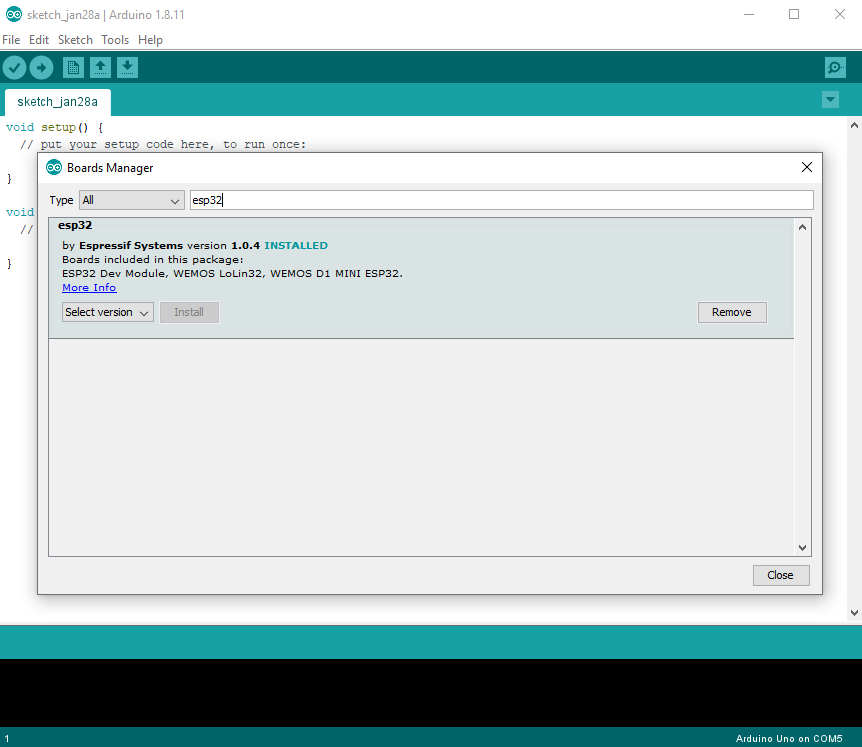 sketch_jan28a | Arduino 1.8.11
File Edit Sketch Tools Help
sketch_jan28a
void setup() {
// put your setup code here, to run once:
Boards Manager
}
Type All esp32
void
esp32
//
by Espressif Systems version 1.0.4 INSTALLED
Boards included in this package:
}
ESP32 Dev Module, WEMOS LoLin32, WEMOS D1 MINI ESP32.
More Info
Select version Install Remove
Close
1 Arduino Uno on COM5